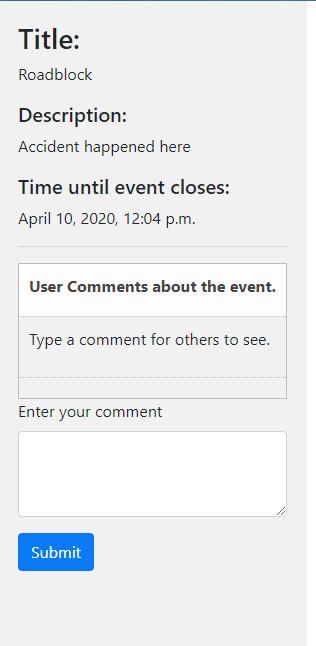 Title:
Roadblock
Description:
Accident happened here
Time until event closes:
April 10, 2020, 12:04 p.m.
User Comments about the event.
Type a comment for others to see.
Enter your comment
Submit